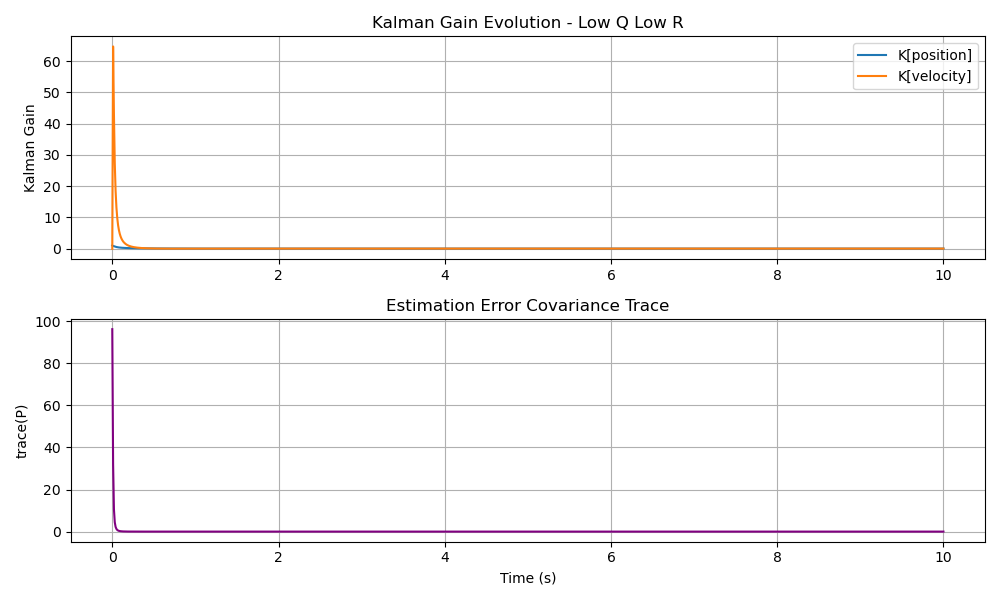 Kalman Gain Evolution - Low Q Low R
Kalman Gain
60
50
40
30
20
10
0
K[position]
K[velocity]
0 2 4 6 8 10
Estimation Error Covariance Trace
trace(P)
100
80
60
40
20
0
0 2 4 6 8 10
Time (s)